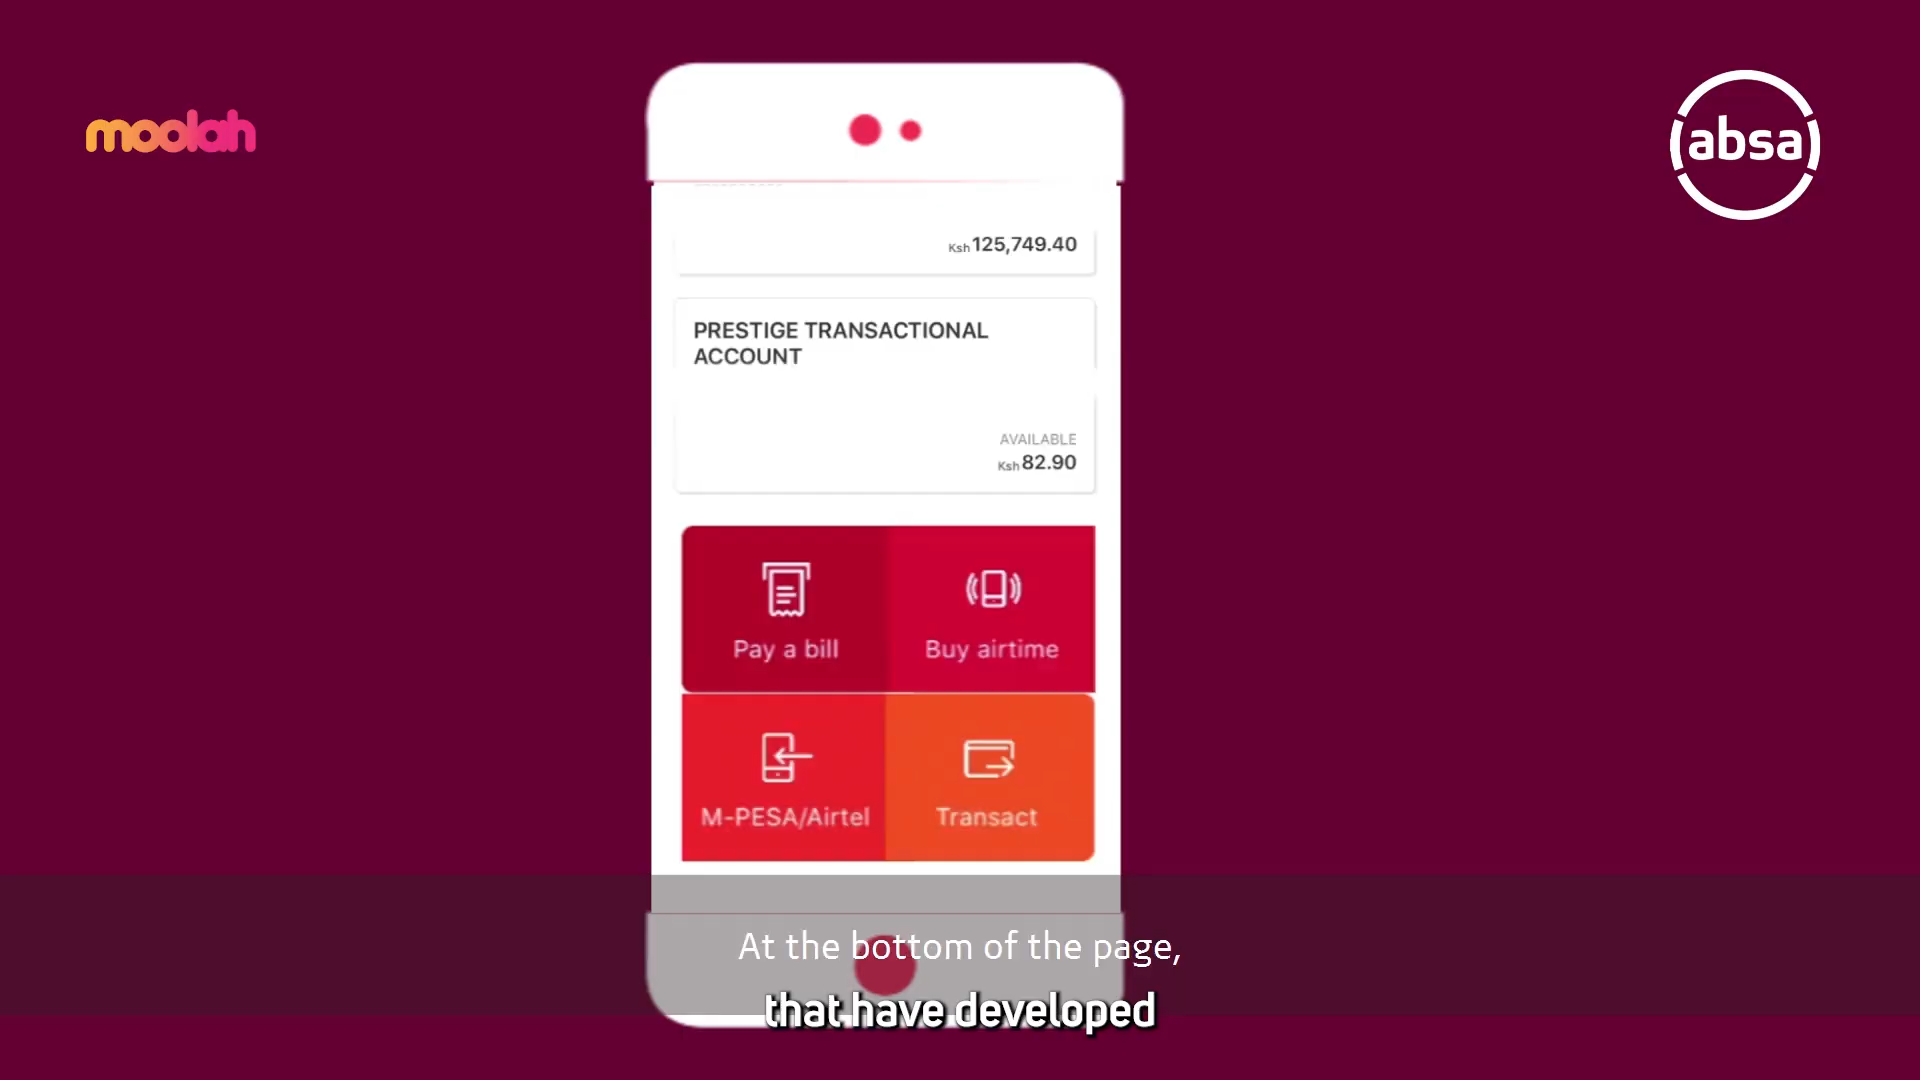 moolah
absa
Ksh 125,749.40
PRESTIGE TRANSACTIONAL
ACCOUNT
AVAILABLE
Ksh 82.90
Pay a bill
Buy airtime
M-PESA/Airtel
Transact
At the bottom of the page,
that have developed